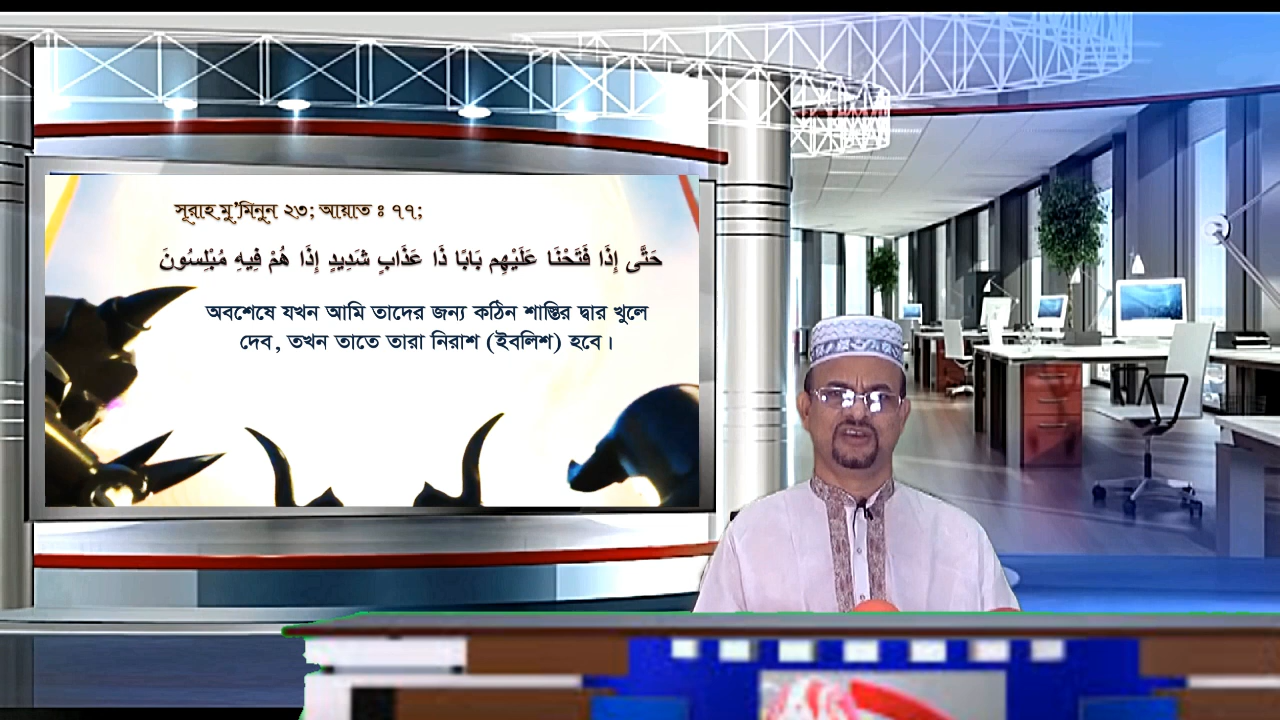 সূরাহ মু'মিনুন ২৩; আয়াত ঃ ৭৭;
حَتَّى إِذَا فَتَحْنَا عَلَيْهِم بَابًا ذَا عَذَابٍ شَدِيدٍ إِذَا هُمْ فِيهِ مُبْلِسُونَ
অবশেষে যখন আমি তাদের জন্য কঠিন শাস্তির দ্বার খুলে
দেব, তখন তাতে তারা নিরাশ (ইবলিশ) হবে।